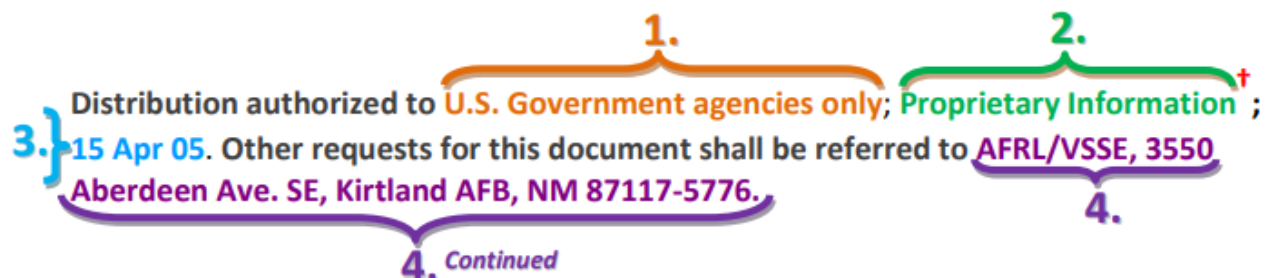 1. 2.
Distribution authorized to U.S. Government agencies only; Proprietary Information†;
3. 15 Apr 05. Other requests for this document shall be referred to AFRL/VSSE, 3550
Aberdeen Ave. SE, Kirtland AFB, NM 87117-5776.
4.
4. Continued